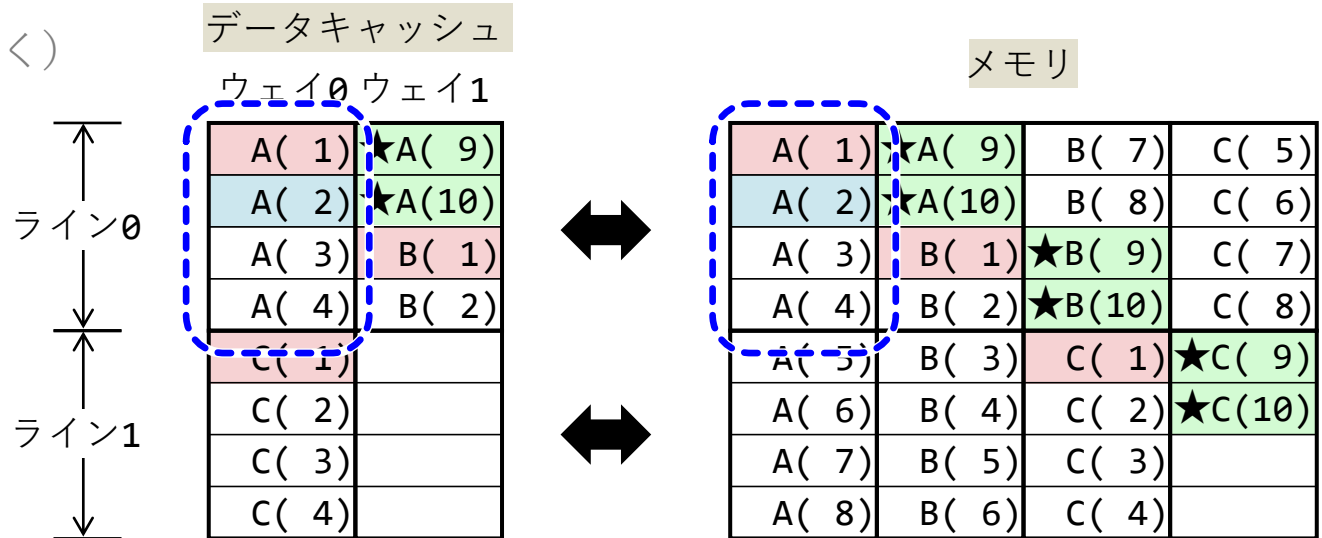 く)
データキャッシュ
メモリ
ウェイ0 ウェイ1
A( 1) ★A( 9) A( 1) ★A( 9) B( 7) C( 5)
A( 2) ★A(10) A( 2) ★A(10) B( 8) C( 6)
ライン0
A( 3) B( 1) A( 3) B( 1) ★B( 9) C( 7)
A( 4) B( 2) A( 4) B( 2) ★B(10) C( 8)
C( 1) A( 5) B( 3) C( 1) ★C( 9)
C( 2) A( 6) B( 4) C( 2) ★C(10)
ライン1
C( 3) A( 7) B( 5) C( 3)
C( 4) A( 8) B( 6) C( 4)